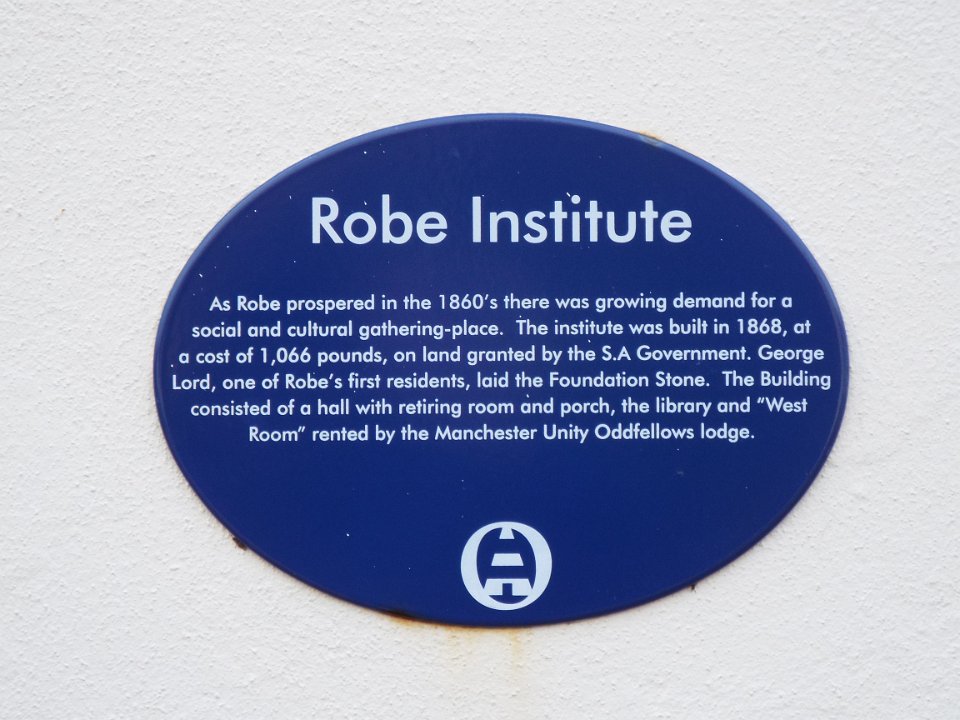 Robe Institute
As Robe prospered in the 1860's there was growing demand for a
social and cultural gathering-place. The institute was built in 1868, at
a cost of 1,066 pounds, on land granted by the S.A Government. George
Lord, one of Robe's first residents, laid the Foundation Stone. The Building
consisted of a hall with retiring room and porch, the library and "West
Room" rented by the Manchester Unity Oddfellows lodge.